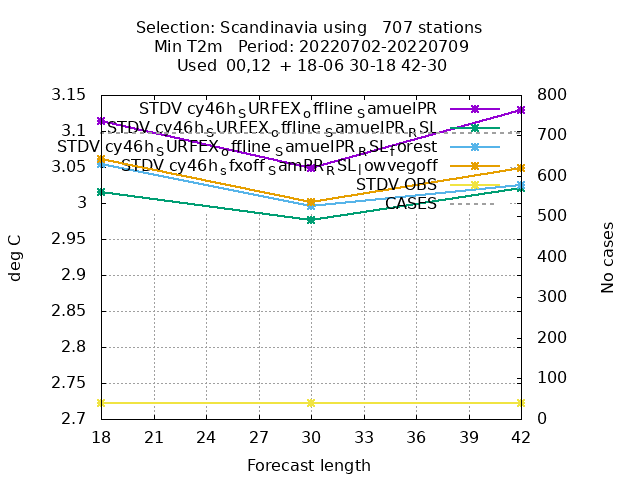 Selection: Scandinavia using   707 stations
Min T2m   Period: 20220702-20220709
Used  00,12  + 18-06 30-18 42-30
3.15
3.1
3.05
3
2.95
2.9
2.85
2.8
2.75
2.7
deg C
STDV cy46h_SURFEX_offline_SamuelPR
STDV cy46h_SURFEX_offline_SamuelPR_RSL
STDV cy46h_SURFEX_offline_SamuelPR_RSL_forest
STDV cy46h_sfxoff_SamPR_RSL_lowvegoff
STDV OBS
CASES
800
700
600
500
400
300
200
100
0
No cases
18 21 24 27 30 33 36 39 42
Forecast length